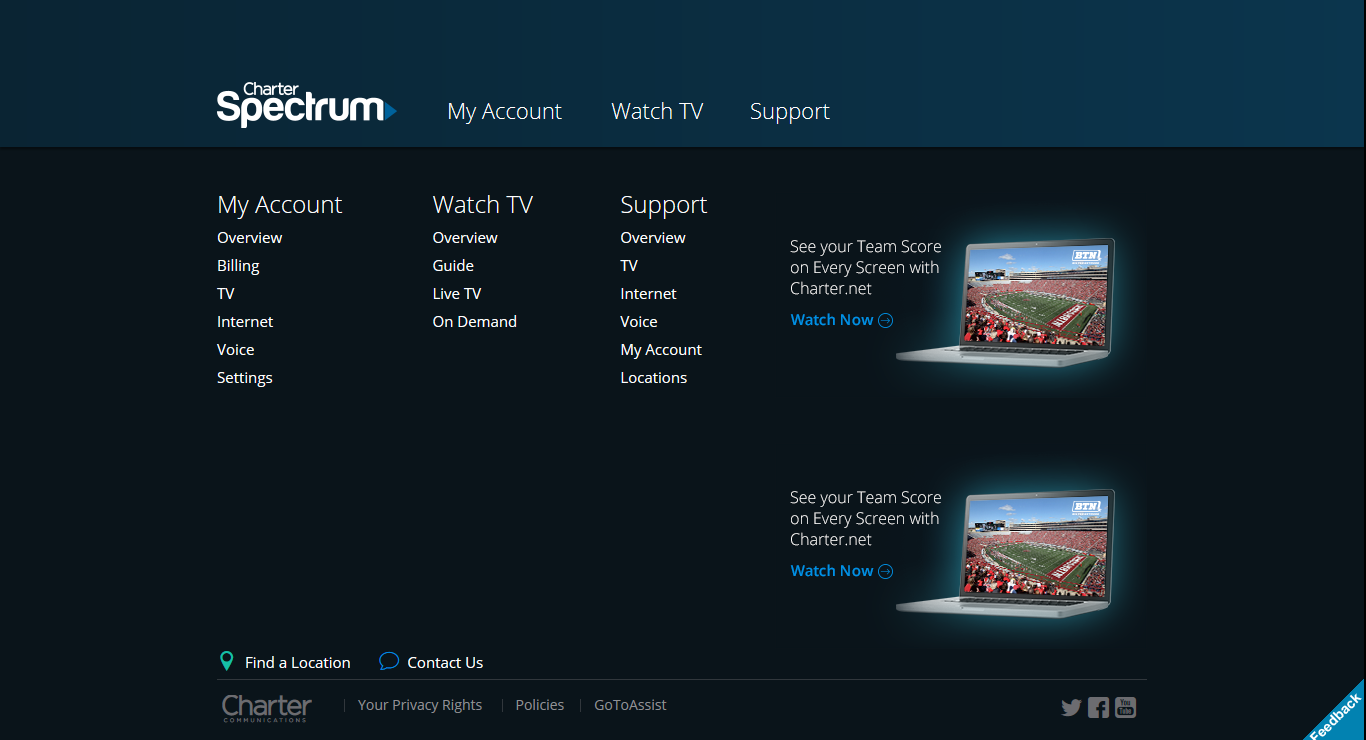 Charter
Spectrum
My Account
Watch TV
Support
My Account
Overview
Billing
TV
Internet
Voice
Settings
Watch TV
Overview
Guide
Live TV
On Demand
Support
Overview
TV
Internet
Voice
My Account
Locations
See your Team Score
on Every Screen with
Charter.net
Watch Now
BTN
See your Team Score
on Every Screen with
Charter.net
Watch Now
BTN
Find a Location
Contact Us
Charter
COMMUNICATIONS
Your Privacy Rights
Policies
GoToAssist
You
Tube
Feedback